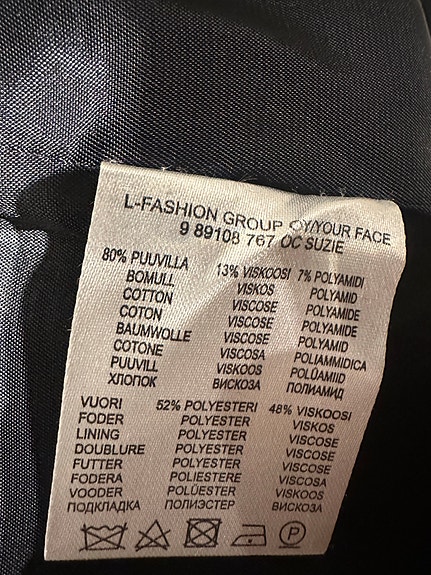 L-FASHION GROUP OY/YOUR FACE
9 89108 767 OC SUZIE
80% PUUVILLA 13% VISKOOSI 7% POLYAMIDI
BOMULL VISKOS POLYAMID
COTTON VISCOSE POLYAMIDE
COTON VISCOSE POLYAMIDE
BAUMWOLLE VISCOSE POLYAMID
COTONE VISCOSA POLIAMMIDICA
PUUVILL VISKOOS POLÜAMIID
ХЛОПОК ВИСКОЗА ПОЛИАМИД
VUORI 52% POLYESTERI 48% VISKOOSI
FODER POLYESTER VISKOS
LINING POLYESTER VISCOSE
DOUBLURE POLYESTER VISCOSE
FUTTER POLYESTER VISCOSE
FODERA POLIESTERE VISCOSA
VOODER POLÜESTER VISKOOS
ПОДКЛАДКА ПОЛИЭСТЕР ВИСКОЗА
P